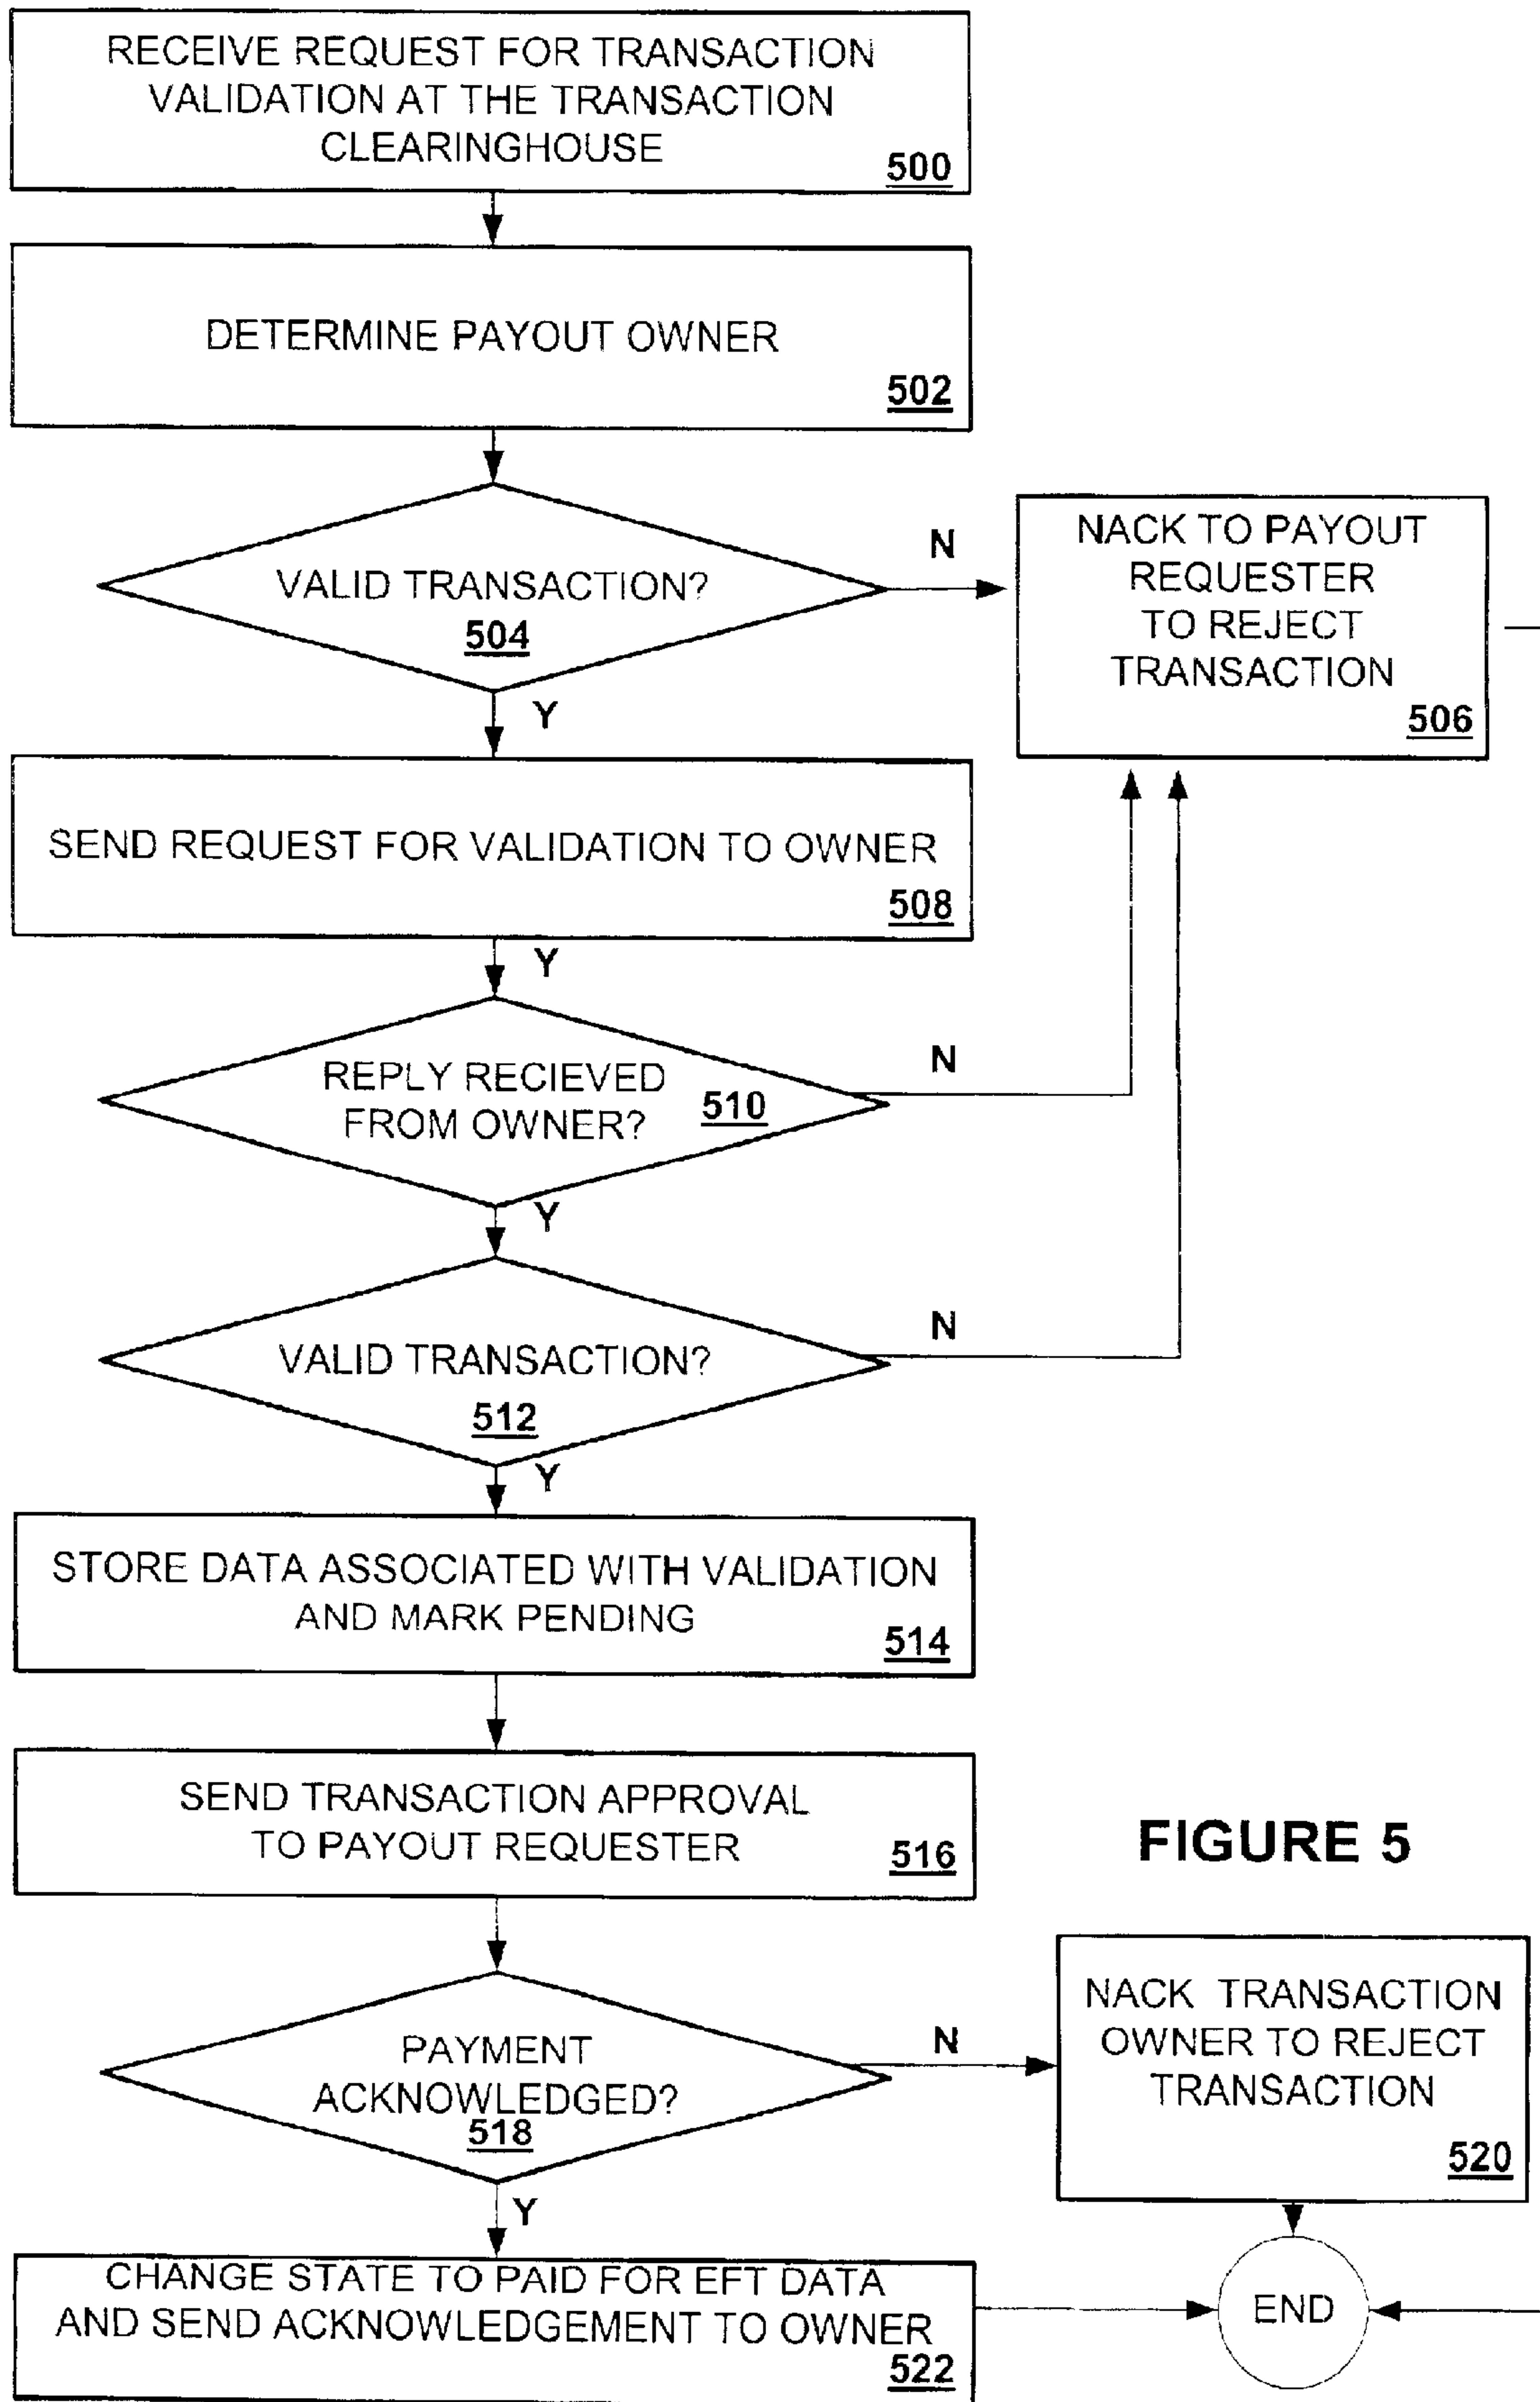 RECEIVE REQUEST FOR TRANSACTION
VALIDATION AT THE TRANSACTION
CLEARINGHOUSE
500
DETERMINE PAYOUT OWNER
502
VALID TRANSACTION?
504
N
NACK TO PAYOUT
REQUESTER
TO REJECT
TRANSACTION
506
Y
SEND REQUEST FOR VALIDATION TO OWNER
508
Y
REPLY RECIEVED
FROM OWNER?
510
N
Y
VALID TRANSACTION?
512
N
Y
STORE DATA ASSOCIATED WITH VALIDATION
AND MARK PENDING
514
SEND TRANSACTION APPROVAL
TO PAYOUT REQUESTER
516
FIGURE 5
PAYMENT
ACKNOWLEDGED?
518
N
NACK TRANSACTION
OWNER TO REJECT
TRANSACTION
520
Y
CHANGE STATE TO PAID FOR EFT DATA
AND SEND ACKNOWLEDGEMENT TO OWNER
522
END